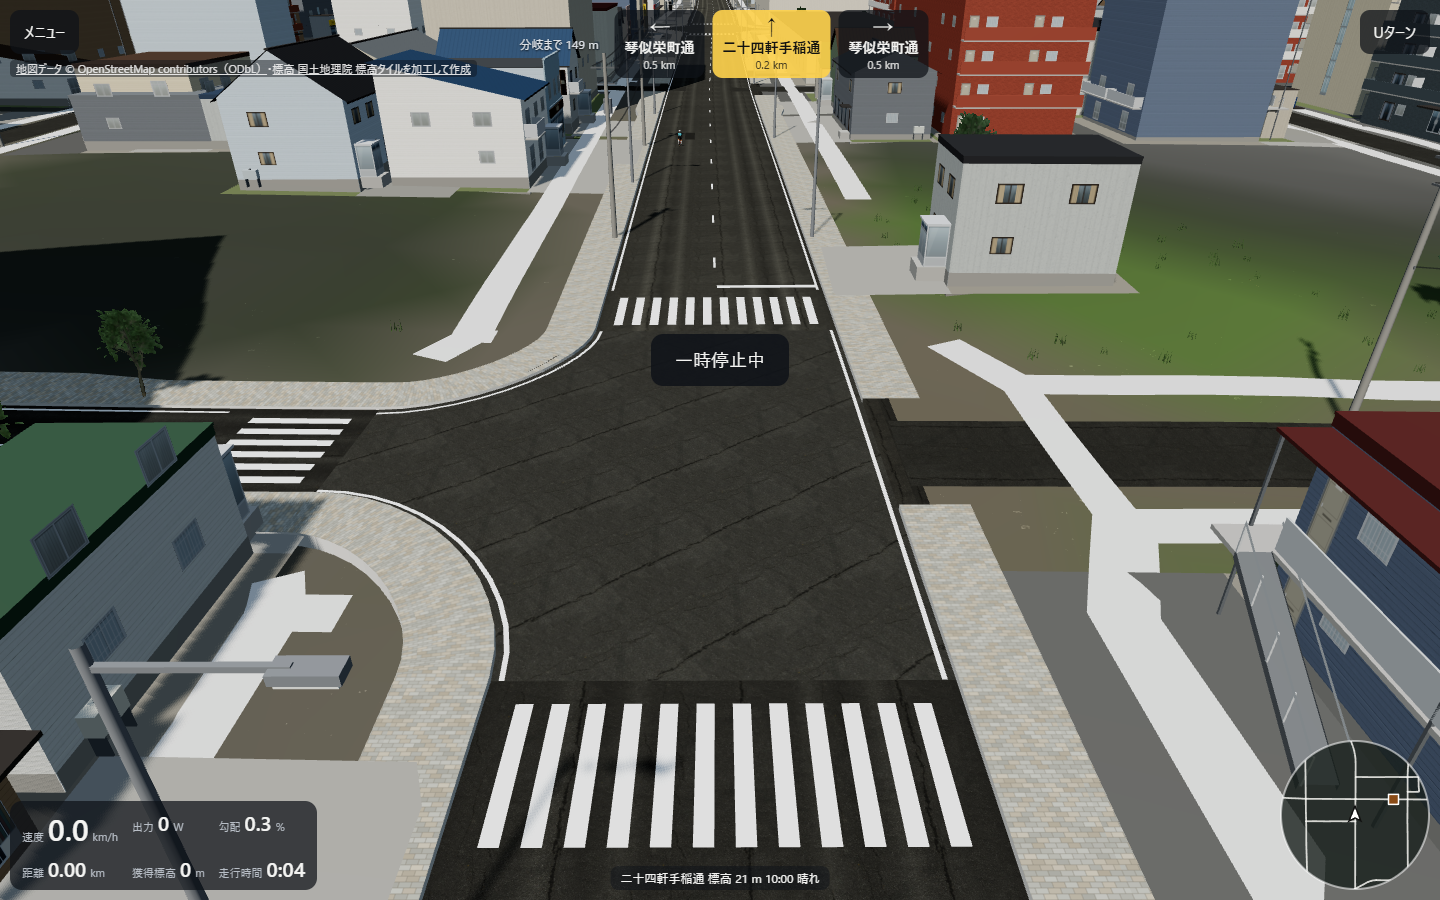 メニュー
分岐まで 149 m
←
琴似栄町通
0.5 km
↑
二十四軒手稲通
0.2 km
→
琴似栄町通
0.5 km
Uターン
地図データ © OpenStreetMap contributors（ODbL）・標高 国土地理院 標高タイルを加工して作成
一時停止中
速度 0.0 km/h 出力 0 W 勾配 0.3 %
距離 0.00 km 獲得標高 0 m 走行時間 0:04
二十四軒手稲通 標高 21 m 10:00 晴れ